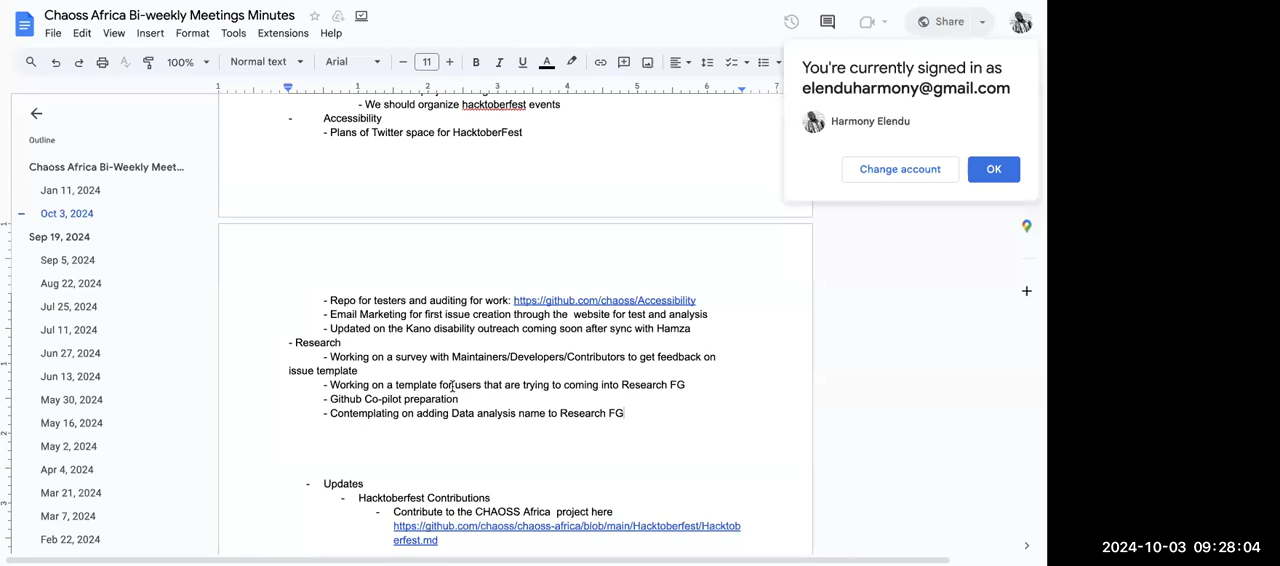 Chaoss Africa Bi-weekly Meetings Minutes
File Edit View Insert Format Tools Extensions Help
Share
100% Normal text Arial 11
1 1 2 3 4 5 6 7
You're currently signed in as
elenduharmony@gmail.com
Harmony Elendu
Change account OK
Outline
Chaoss Africa Bi-Weekly Meet...
Jan 11, 2024
Oct 3, 2024
Sep 19, 2024
Sep 5, 2024
Aug 22, 2024
Jul 25, 2024
Jul 11, 2024
Jun 27, 2024
Jun 13, 2024
May 30, 2024
May 16, 2024
May 2, 2024
Apr 4, 2024
Mar 21, 2024
Mar 7, 2024
Feb 22, 2024
- We should organize hacktoberfest events
- Accessibility
- Plans of Twitter space for HacktoberFest
- Repo for testers and auditing for work: https://github.com/chaoss/Accessibility
- Email Marketing for first issue creation through the website for test and analysis
- Updated on the Kano disability outreach coming soon after sync with Hamza
- Research
- Working on a survey with Maintainers/Developers/Contributors to get feedback on
issue template
- Working on a template for users that are trying to coming into Research FG
- Github Co-pilot preparation
- Contemplating on adding Data analysis name to Research FG
- Updates
- Hacktoberfest Contributions
- Contribute to the CHAOSS Africa project here
https://github.com/chaoss/chaoss-africa/blob/main/Hacktoberfest/Hacktob
erfest.md
2024-10-03 09:28:04